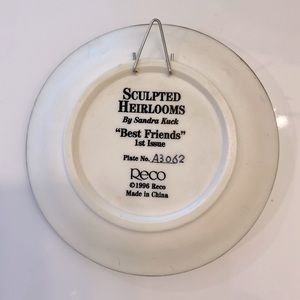 SCULPTED
HEIRLOOMS
By Sandra Kuck
"Best Friends"
1st Issue
Plate No. A3062
Reco
©1996 Reco
Made in China